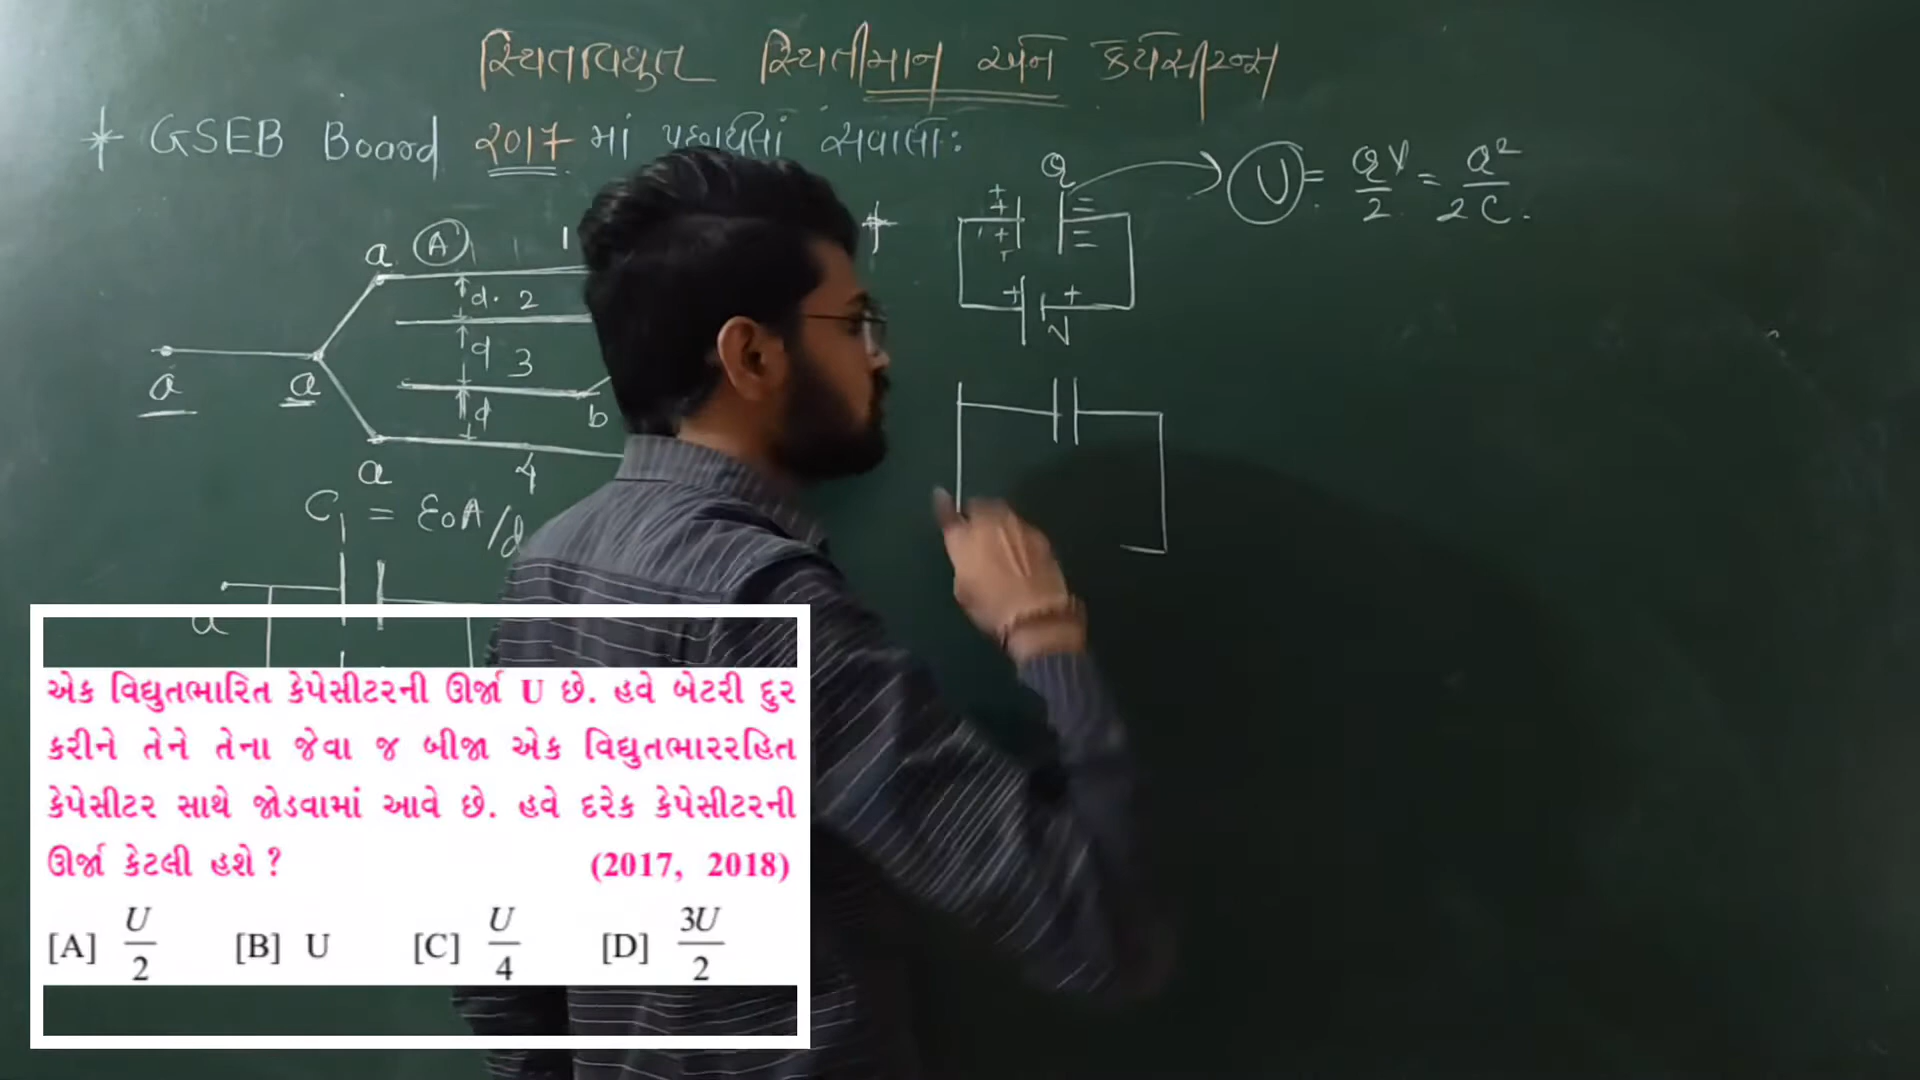 સ્થિતવિદ્યુત સ્થિતીમાન અને કેપેસીટન્સ
* GSEB Board ૨૦૧૭ માં સવાલો:
Q
U = QV/2 = Q²/2C.
a A 1
d. 2
d 3
a a
d b
a 4
V
C₁ = ε₀A/d
a
એક વિદ્યુતભારિત કેપેસીટરની ઊર્જા U છે. હવે બેટરી દુર
કરીને તેને તેના જેવા જ બીજા એક વિદ્યુતભારરહિત
કેપેસીટર સાથે જોડવામાં આવે છે. હવે દરેક કેપેસીટરની
ઊર્જા કેટલી હશે ? (2017, 2018)
[A] U/2 [B] U [C] U/4 [D] 3U/2